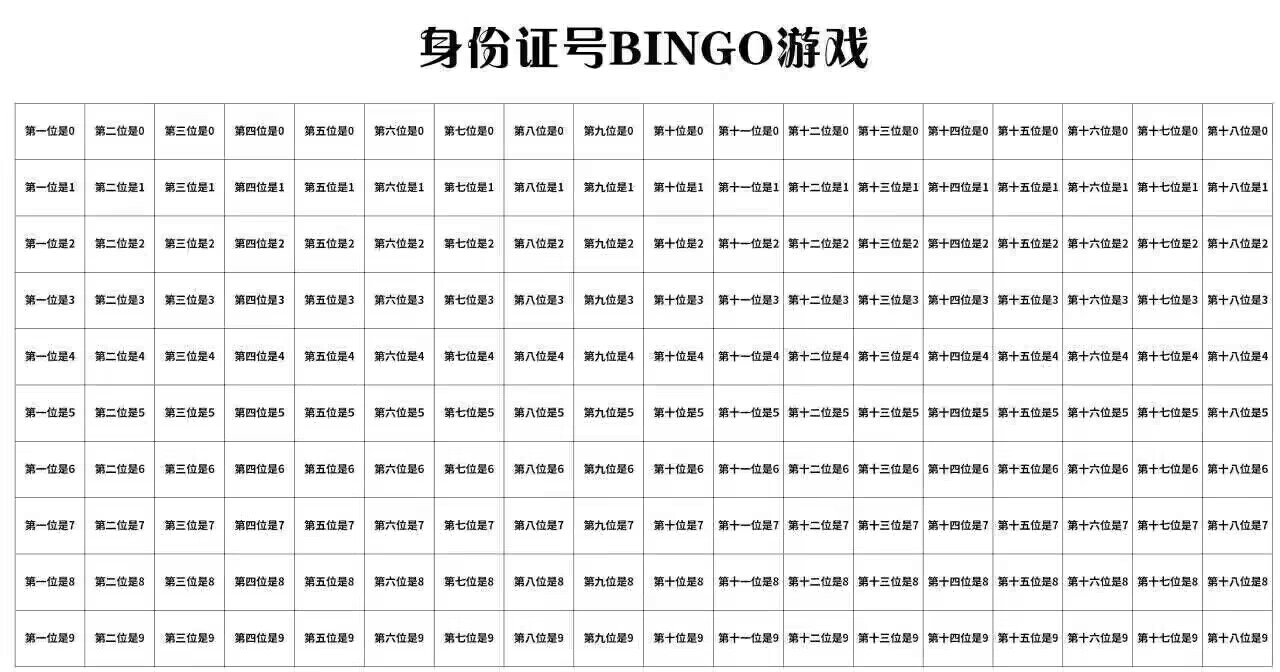 身份证号BINGO游戏
第一位是0 第二位是0 第三位是0 第四位是0 第五位是0 第六位是0 第七位是0 第八位是0 第九位是0 第十位是0 第十一位是0 第十二位是0 第十三位是0 第十四位是0 第十五位是0 第十六位是0 第十七位是0 第十八位是0
第一位是1 第二位是1 第三位是1 第四位是1 第五位是1 第六位是1 第七位是1 第八位是1 第九位是1 第十位是1 第十一位是1 第十二位是1 第十三位是1 第十四位是1 第十五位是1 第十六位是1 第十七位是1 第十八位是1
第一位是2 第二位是2 第三位是2 第四位是2 第五位是2 第六位是2 第七位是2 第八位是2 第九位是2 第十位是2 第十一位是2 第十二位是2 第十三位是2 第十四位是2 第十五位是2 第十六位是2 第十七位是2 第十八位是2
第一位是3 第二位是3 第三位是3 第四位是3 第五位是3 第六位是3 第七位是3 第八位是3 第九位是3 第十位是3 第十一位是3 第十二位是3 第十三位是3 第十四位是3 第十五位是3 第十六位是3 第十七位是3 第十八位是3
第一位是4 第二位是4 第三位是4 第四位是4 第五位是4 第六位是4 第七位是4 第八位是4 第九位是4 第十位是4 第十一位是4 第十二位是4 第十三位是4 第十四位是4 第十五位是4 第十六位是4 第十七位是4 第十八位是4
第一位是5 第二位是5 第三位是5 第四位是5 第五位是5 第六位是5 第七位是5 第八位是5 第九位是5 第十位是5 第十一位是5 第十二位是5 第十三位是5 第十四位是5 第十五位是5 第十六位是5 第十七位是5 第十八位是5
第一位是6 第二位是6 第三位是6 第四位是6 第五位是6 第六位是6 第七位是6 第八位是6 第九位是6 第十位是6 第十一位是6 第十二位是6 第十三位是6 第十四位是6 第十五位是6 第十六位是6 第十七位是6 第十八位是6
第一位是7 第二位是7 第三位是7 第四位是7 第五位是7 第六位是7 第七位是7 第八位是7 第九位是7 第十位是7 第十一位是7 第十二位是7 第十三位是7 第十四位是7 第十五位是7 第十六位是7 第十七位是7 第十八位是7
第一位是8 第二位是8 第三位是8 第四位是8 第五位是8 第六位是8 第七位是8 第八位是8 第九位是8 第十位是8 第十一位是8 第十二位是8 第十三位是8 第十四位是8 第十五位是8 第十六位是8 第十七位是8 第十八位是8
第一位是9 第二位是9 第三位是9 第四位是9 第五位是9 第六位是9 第七位是9 第八位是9 第九位是9 第十位是9 第十一位是9 第十二位是9 第十三位是9 第十四位是9 第十五位是9 第十六位是9 第十七位是9 第十八位是9